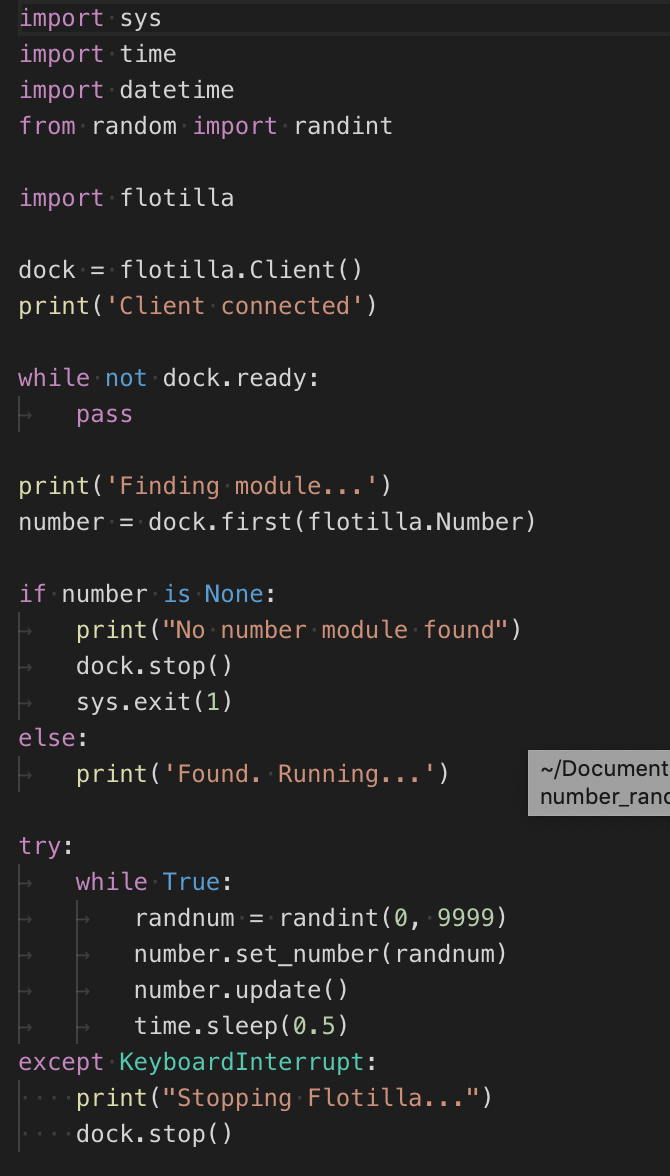 import sys
import time
import datetime
from random import randint

import flotilla

dock = flotilla.Client()
print('Client connected')

while not dock.ready:
	pass

print('Finding module...')
number = dock.first(flotilla.Number)

if number is None:
	print("No number module found")
	dock.stop()
	sys.exit(1)
else:
	print('Found. Running...')
~/Document
number_ranc

try:
	while True:
		randnum = randint(0, 9999)
		number.set_number(randnum)
		number.update()
		time.sleep(0.5)
except KeyboardInterrupt:
    print("Stopping Flotilla...")
    dock.stop()